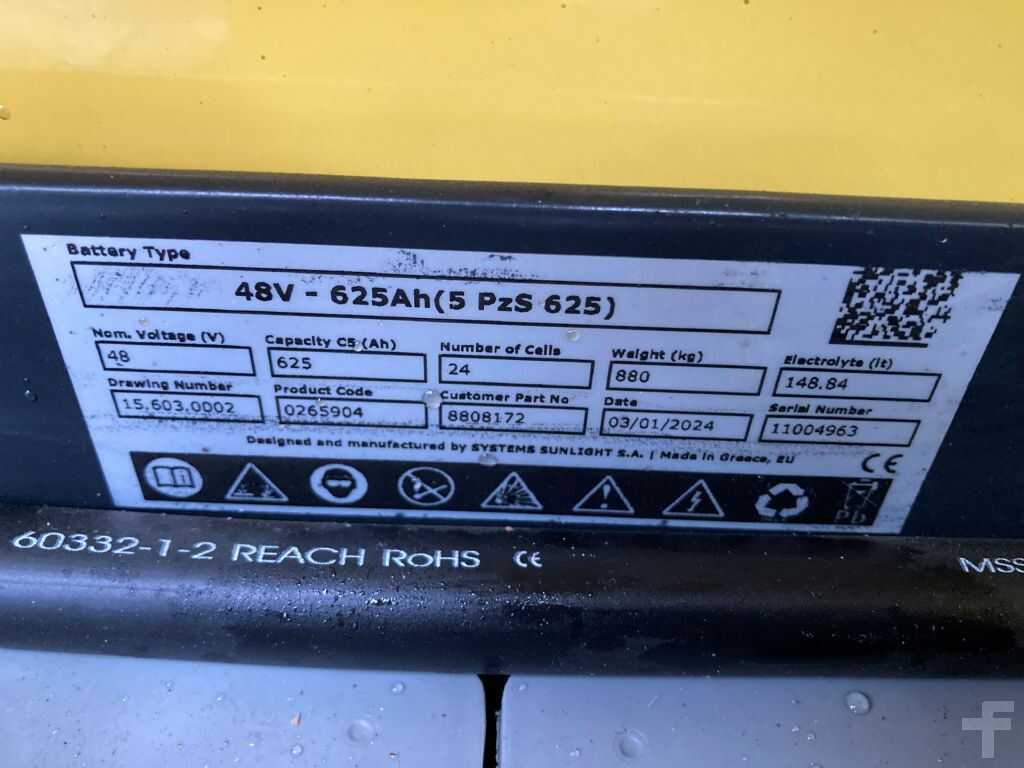 Battery Type
48V - 625Ah(5 PzS 625)
Nom. Voltage (V) Capacity C5 (Ah) Number of Cells Weight (kg) Electrolyte (lt)
48 625 24 880 148.84
Drawing Number Product Code Customer Part No Date Serial Number
15.603.0002 0265904 8808172 03/01/2024 11004963
Designed and manufactured by SYSTEMS SUNLIGHT S.A. | Made in Greece, EU CE
Pb
60332-1-2 REACH RoHS CE MSS